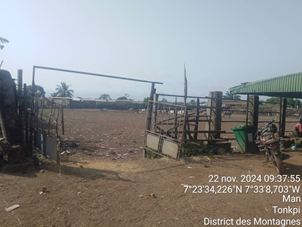 22 nov. 2024 09:37:55
7°23'34,226"N 7°33'8,703"W
Man
Tonkpi
District des Montagnes